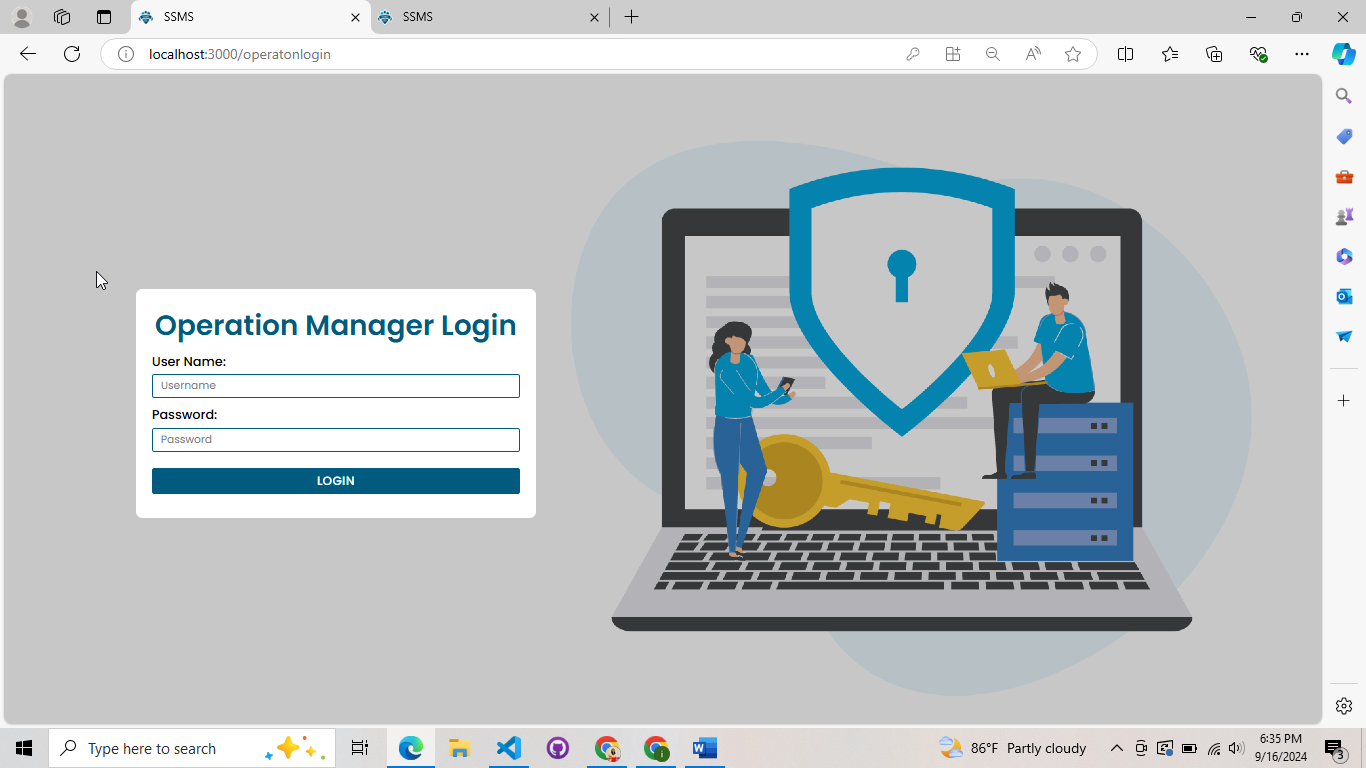 SSMS
SSMS
localhost:3000/operatonlogin
Operation Manager Login
User Name:
Username
Password:
Password
LOGIN
Type here to search
86°F Partly cloudy
6:35 PM
9/16/2024
3